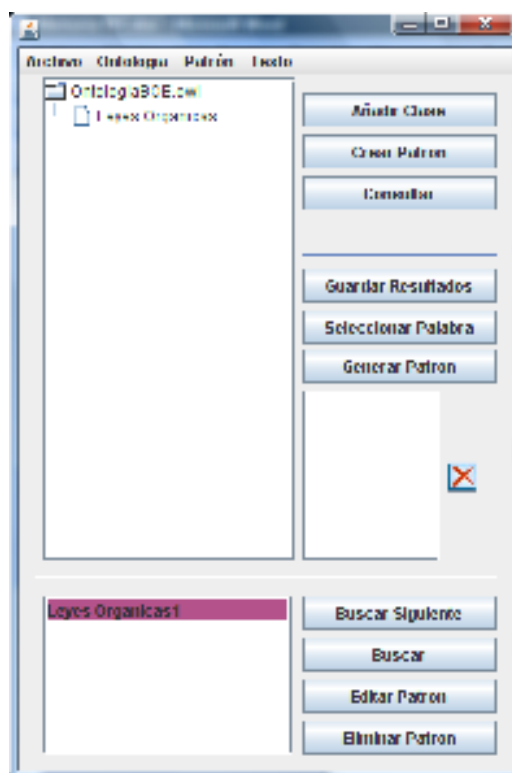 Archivo Ontologia Patrón Texto
OntologiaBOE.owl
Leyes Organicas
Añadir Clase
Crear Patron
Consultar
Guardar Resultados
Seleccionar Palabra
Generar Patron
Leyes Organicas1
Buscar Siguiente
Buscar
Editar Patron
Eliminar Patron